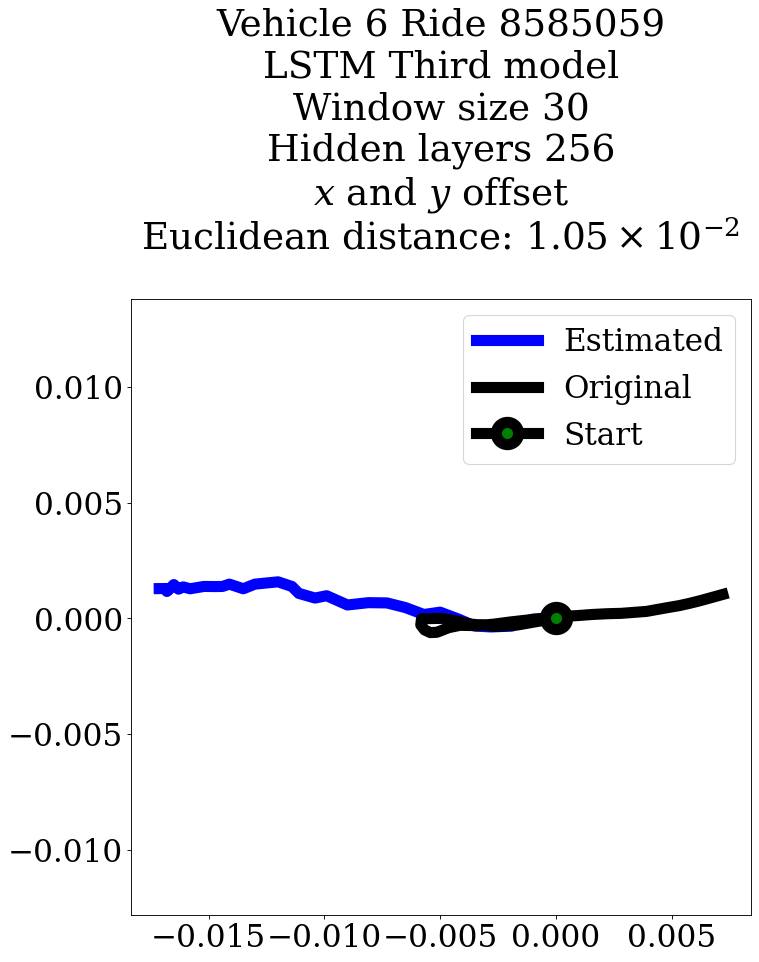 Vehicle 6 Ride 8585059
LSTM Third model
Window size 30
Hidden layers 256
x and y offset
Euclidean distance: 1.05 × 10⁻²
Estimated
Original
Start
0.010
0.005
0.000
−0.005
−0.010
−0.015 −0.010 −0.005 0.000 0.005